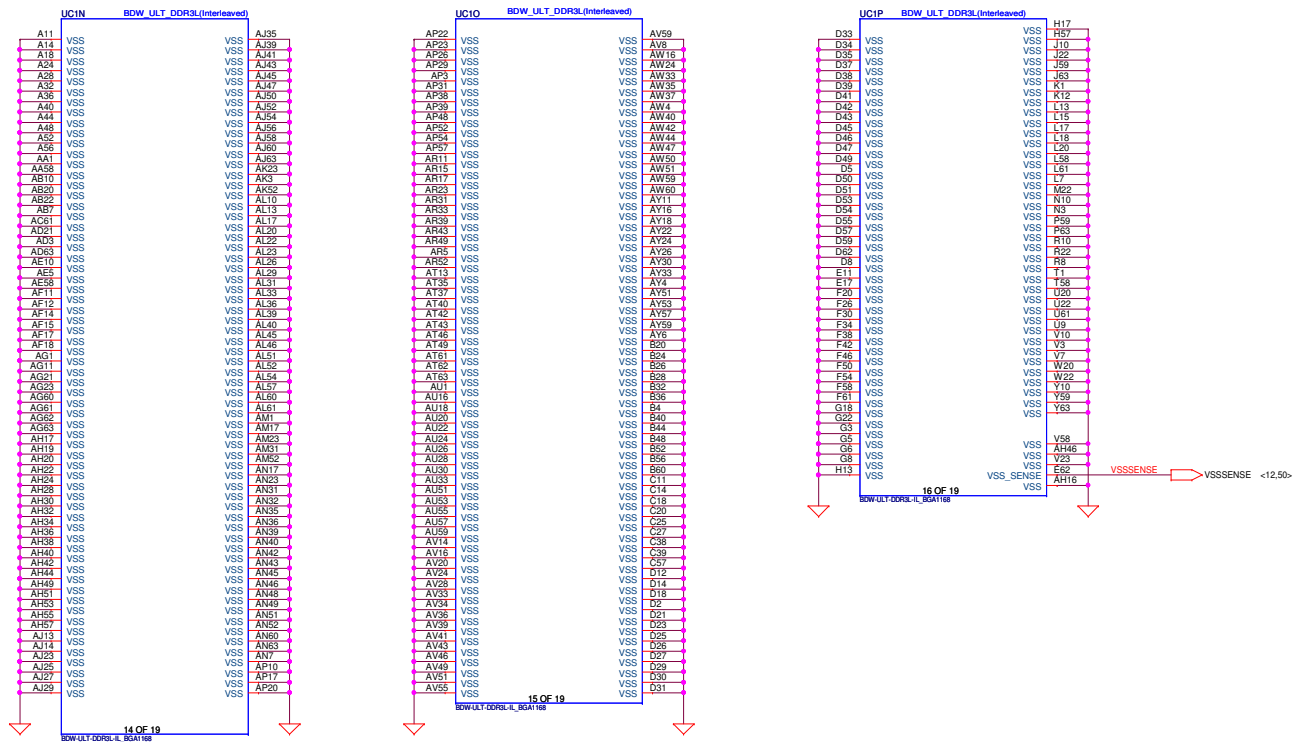 UC1N BDW_ULT_DDR3L(Interleaved)
A11 VSS VSS AJ35
A14 VSS VSS AJ39
A18 VSS VSS AJ41
A24 VSS VSS AJ43
A28 VSS VSS AJ45
A32 VSS VSS AJ47
A36 VSS VSS AJ50
A40 VSS VSS AJ52
A44 VSS VSS AJ54
A48 VSS VSS AJ56
A52 VSS VSS AJ58
A56 VSS VSS AJ60
AA1 VSS VSS AJ63
AA58 VSS VSS AK23
AB10 VSS VSS AK3
AB20 VSS VSS AK52
AB22 VSS VSS AL10
AB7 VSS VSS AL13
AC61 VSS VSS AL17
AD21 VSS VSS AL20
AD3 VSS VSS AL22
AD63 VSS VSS AL23
AE10 VSS VSS AL26
AE5 VSS VSS AL29
AE58 VSS VSS AL31
AF11 VSS VSS AL33
AF12 VSS VSS AL36
AF14 VSS VSS AL39
AF15 VSS VSS AL40
AF17 VSS VSS AL45
AF18 VSS VSS AL46
AG1 VSS VSS AL51
AG11 VSS VSS AL52
AG21 VSS VSS AL54
AG23 VSS VSS AL57
AG60 VSS VSS AL60
AG61 VSS VSS AL61
AG62 VSS VSS AM1
AG63 VSS VSS AM17
AH17 VSS VSS AM23
AH19 VSS VSS AM31
AH20 VSS VSS AM52
AH22 VSS VSS AN17
AH24 VSS VSS AN23
AH28 VSS VSS AN31
AH30 VSS VSS AN32
AH32 VSS VSS AN35
AH34 VSS VSS AN36
AH36 VSS VSS AN39
AH38 VSS VSS AN40
AH40 VSS VSS AN42
AH42 VSS VSS AN43
AH44 VSS VSS AN45
AH49 VSS VSS AN46
AH51 VSS VSS AN48
AH53 VSS VSS AN49
AH55 VSS VSS AN51
AH57 VSS VSS AN52
AJ13 VSS VSS AN60
AJ14 VSS VSS AN63
AJ23 VSS VSS AN7
AJ25 VSS VSS AP10
AJ27 VSS VSS AP17
AJ29 VSS VSS AP20
14 OF 19
BDW-ULT-DDR3L-IL_BGA1168
UC1O BDW_ULT_DDR3L(Interleaved)
AP22 VSS VSS AV59
AP23 VSS VSS AV8
AP26 VSS VSS AW16
AP29 VSS VSS AW24
AP3 VSS VSS AW33
AP31 VSS VSS AW35
AP38 VSS VSS AW37
AP39 VSS VSS AW4
AP48 VSS VSS AW40
AP52 VSS VSS AW42
AP54 VSS VSS AW44
AP57 VSS VSS AW47
AR11 VSS VSS AW50
AR15 VSS VSS AW51
AR17 VSS VSS AW59
AR23 VSS VSS AW60
AR31 VSS VSS AY11
AR33 VSS VSS AY16
AR39 VSS VSS AY18
AR43 VSS VSS AY22
AR49 VSS VSS AY24
AR5 VSS VSS AY26
AR52 VSS VSS AY30
AT13 VSS VSS AY33
AT35 VSS VSS AY4
AT37 VSS VSS AY51
AT40 VSS VSS AY53
AT42 VSS VSS AY57
AT43 VSS VSS AY59
AT46 VSS VSS AY6
AT49 VSS VSS B20
AT61 VSS VSS B24
AT62 VSS VSS B26
AT63 VSS VSS B28
AU1 VSS VSS B32
AU16 VSS VSS B36
AU18 VSS VSS B4
AU20 VSS VSS B40
AU22 VSS VSS B44
AU24 VSS VSS B48
AU26 VSS VSS B52
AU28 VSS VSS B56
AU30 VSS VSS B60
AU33 VSS VSS C11
AU51 VSS VSS C14
AU53 VSS VSS C18
AU55 VSS VSS C20
AU57 VSS VSS C25
AU59 VSS VSS C27
AV14 VSS VSS C38
AV16 VSS VSS C39
AV20 VSS VSS C57
AV24 VSS VSS D12
AV28 VSS VSS D14
AV33 VSS VSS D18
AV34 VSS VSS D2
AV36 VSS VSS D21
AV39 VSS VSS D23
AV41 VSS VSS D25
AV43 VSS VSS D26
AV46 VSS VSS D27
AV49 VSS VSS D29
AV51 VSS VSS D30
AV55 VSS VSS D31
15 OF 19
BDW-ULT-DDR3L-IL_BGA1168
UC1P BDW_ULT_DDR3L(Interleaved)
VSS H17
D33 VSS VSS H57
D34 VSS VSS J10
D35 VSS VSS J22
D37 VSS VSS J59
D38 VSS VSS J63
D39 VSS VSS K1
D41 VSS VSS K12
D42 VSS VSS L13
D43 VSS VSS L15
D45 VSS VSS L17
D46 VSS VSS L18
D47 VSS VSS L20
D49 VSS VSS L58
D5 VSS VSS L61
D50 VSS VSS L7
D51 VSS VSS M22
D53 VSS VSS N10
D54 VSS VSS N3
D55 VSS VSS P59
D57 VSS VSS P63
D59 VSS VSS R10
D62 VSS VSS R22
D8 VSS VSS R8
E11 VSS VSS T1
E17 VSS VSS T58
F20 VSS VSS U20
F26 VSS VSS U22
F30 VSS VSS U61
F34 VSS VSS U9
F38 VSS VSS V10
F42 VSS VSS V3
F46 VSS VSS V7
F50 VSS VSS W20
F54 VSS VSS W22
F58 VSS VSS Y10
F61 VSS VSS Y59
G18 VSS VSS Y63
G22 VSS
G3 VSS
G5 VSS VSS V58
G6 VSS VSS AH46
G8 VSS VSS V23
H13 VSS VSS_SENSE E62 VSSSENSE VSSSENSE <12,50>
VSS AH16
16 OF 19
BDW-ULT-DDR3L-IL_BGA1168